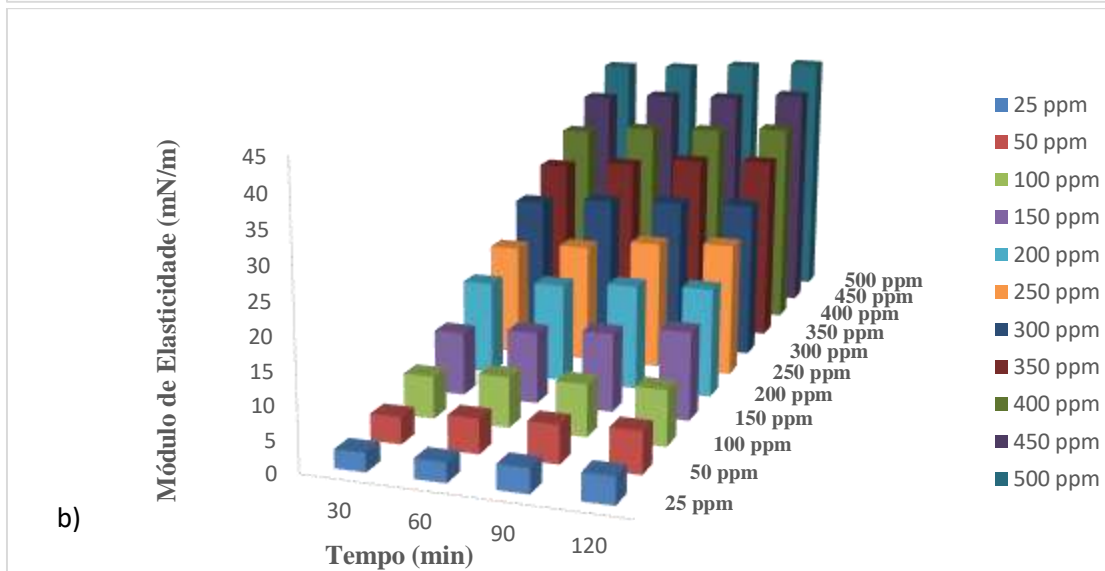 Módulo de Elasticidade (mN/m)
45
40
35
30
25
20
15
10
5
0
30
60
90
120
Tempo (min)
500 ppm
450 ppm
400 ppm
350 ppm
300 ppm
250 ppm
200 ppm
150 ppm
100 ppm
50 ppm
25 ppm
25 ppm
50 ppm
100 ppm
150 ppm
200 ppm
250 ppm
300 ppm
350 ppm
400 ppm
450 ppm
500 ppm
b)